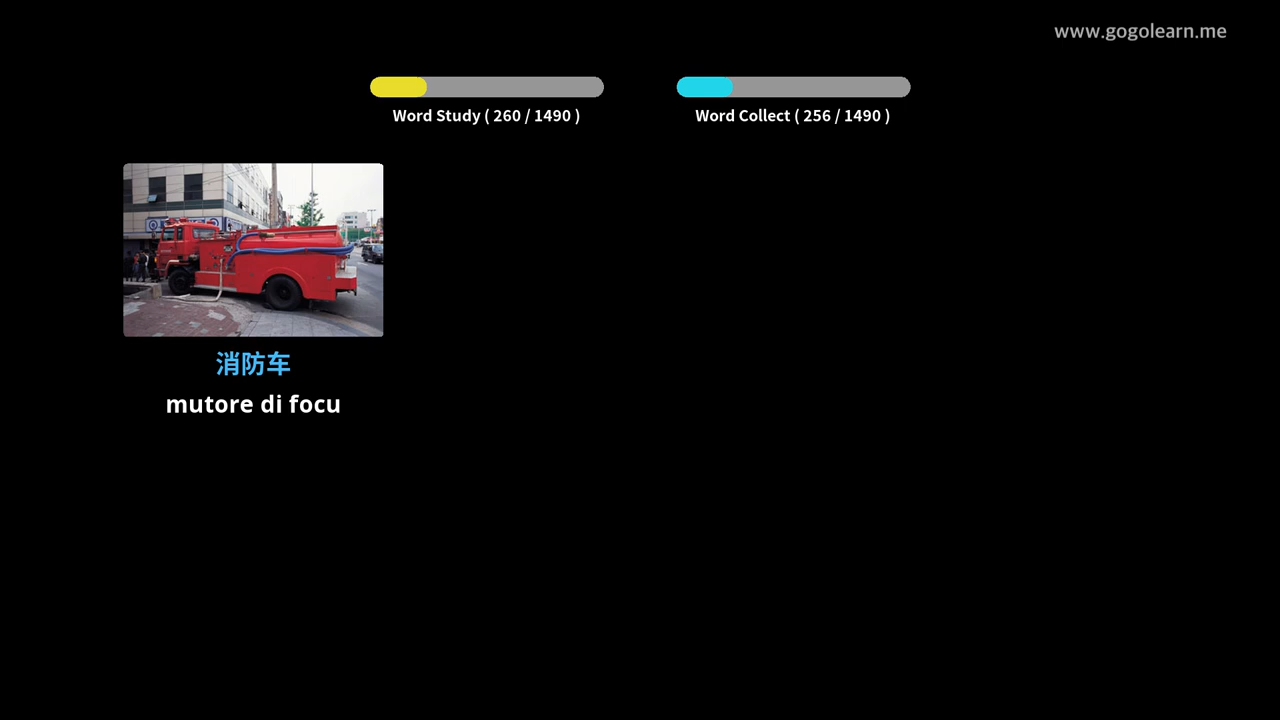 www.gogolearn.me
Word Study ( 260 / 1490 )
Word Collect ( 256 / 1490 )
消防车
mutore di focu